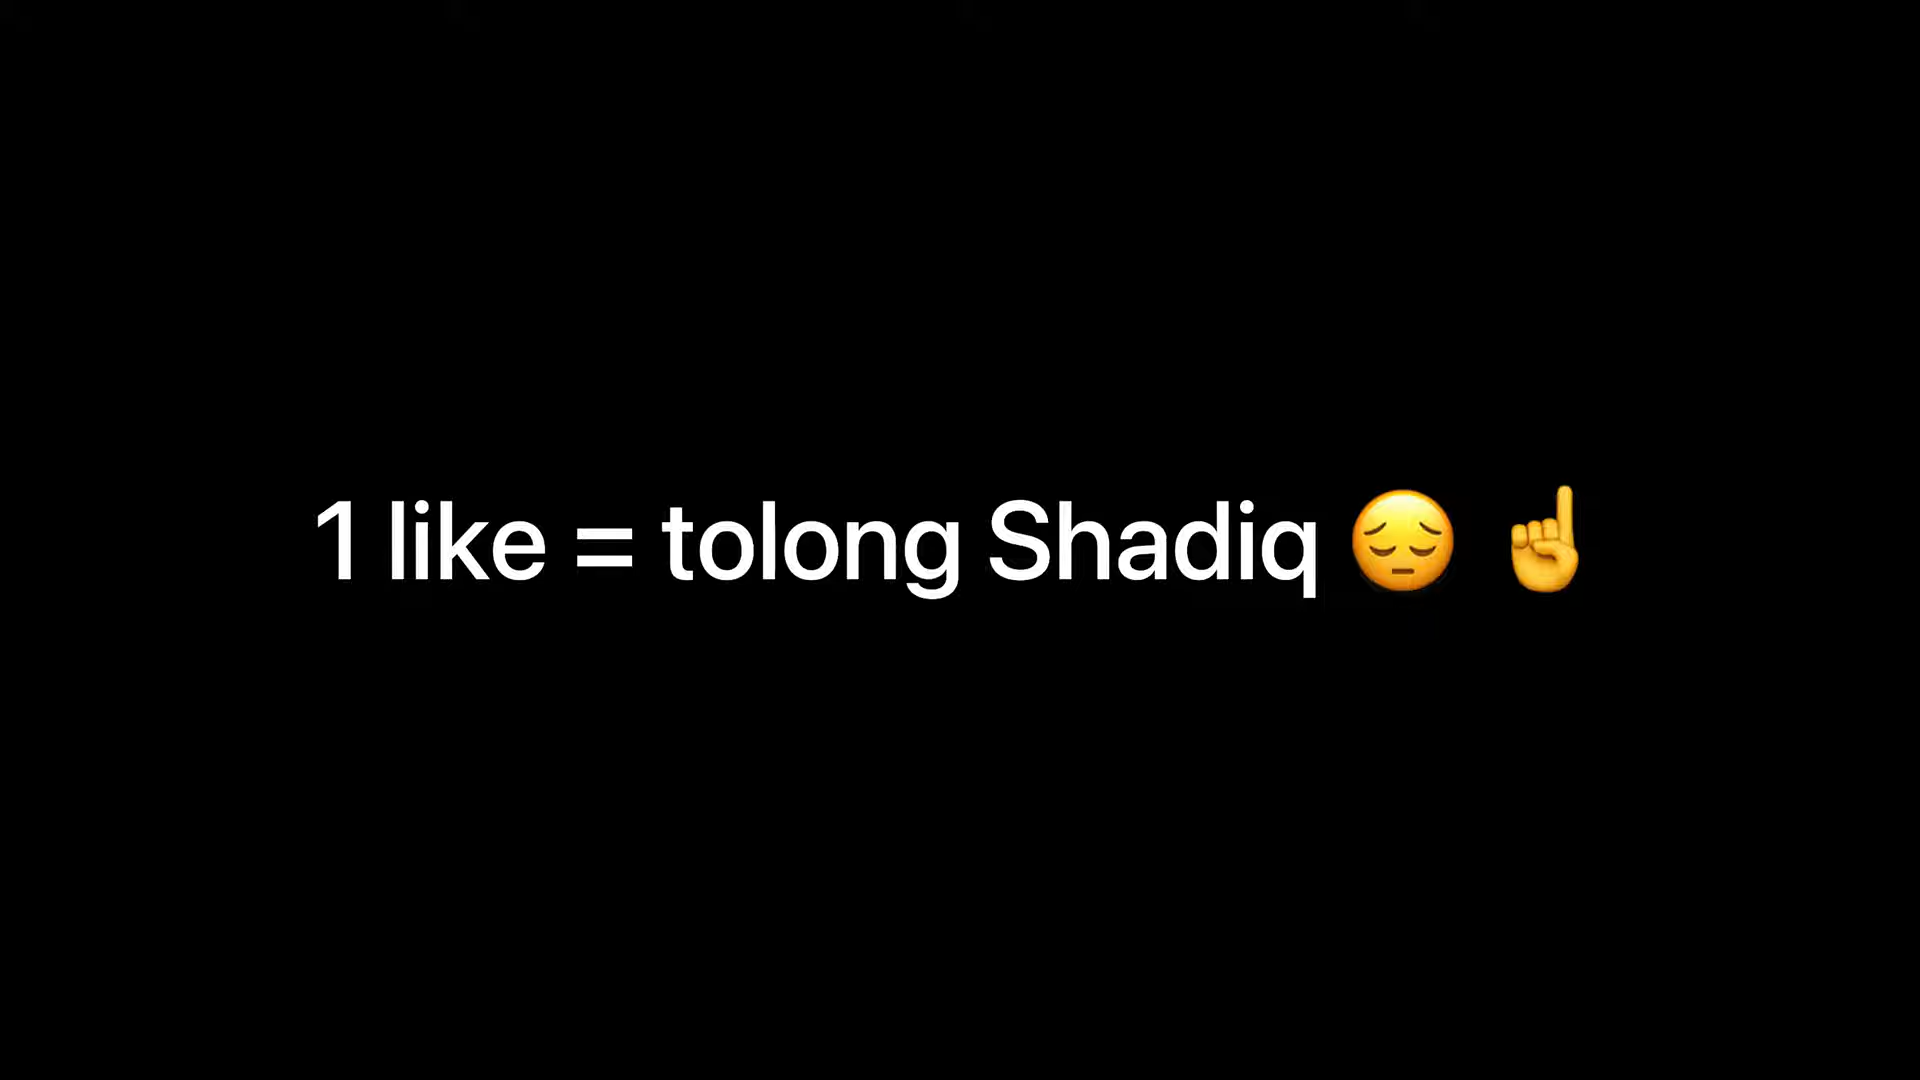 1 like = tolong Shadiq 😔 ☝️